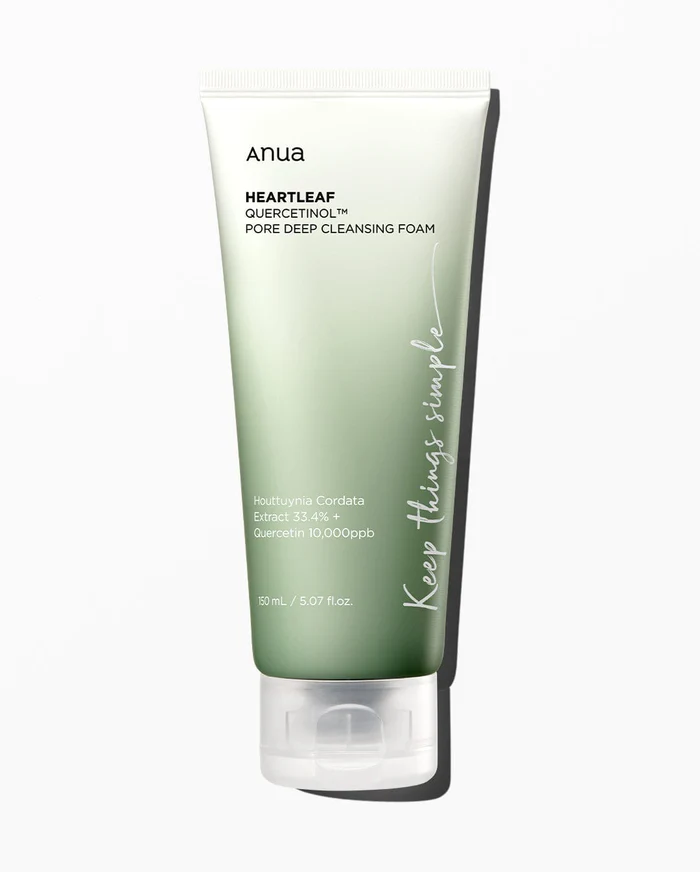 Anua
HEARTLEAF
QUERCETINOL™
PORE DEEP CLEANSING FOAM
Keep things simple
Houttuynia Cordata
Extract 33.4% +
Quercetin 10,000ppb
150 mL / 5.07 fl.oz.